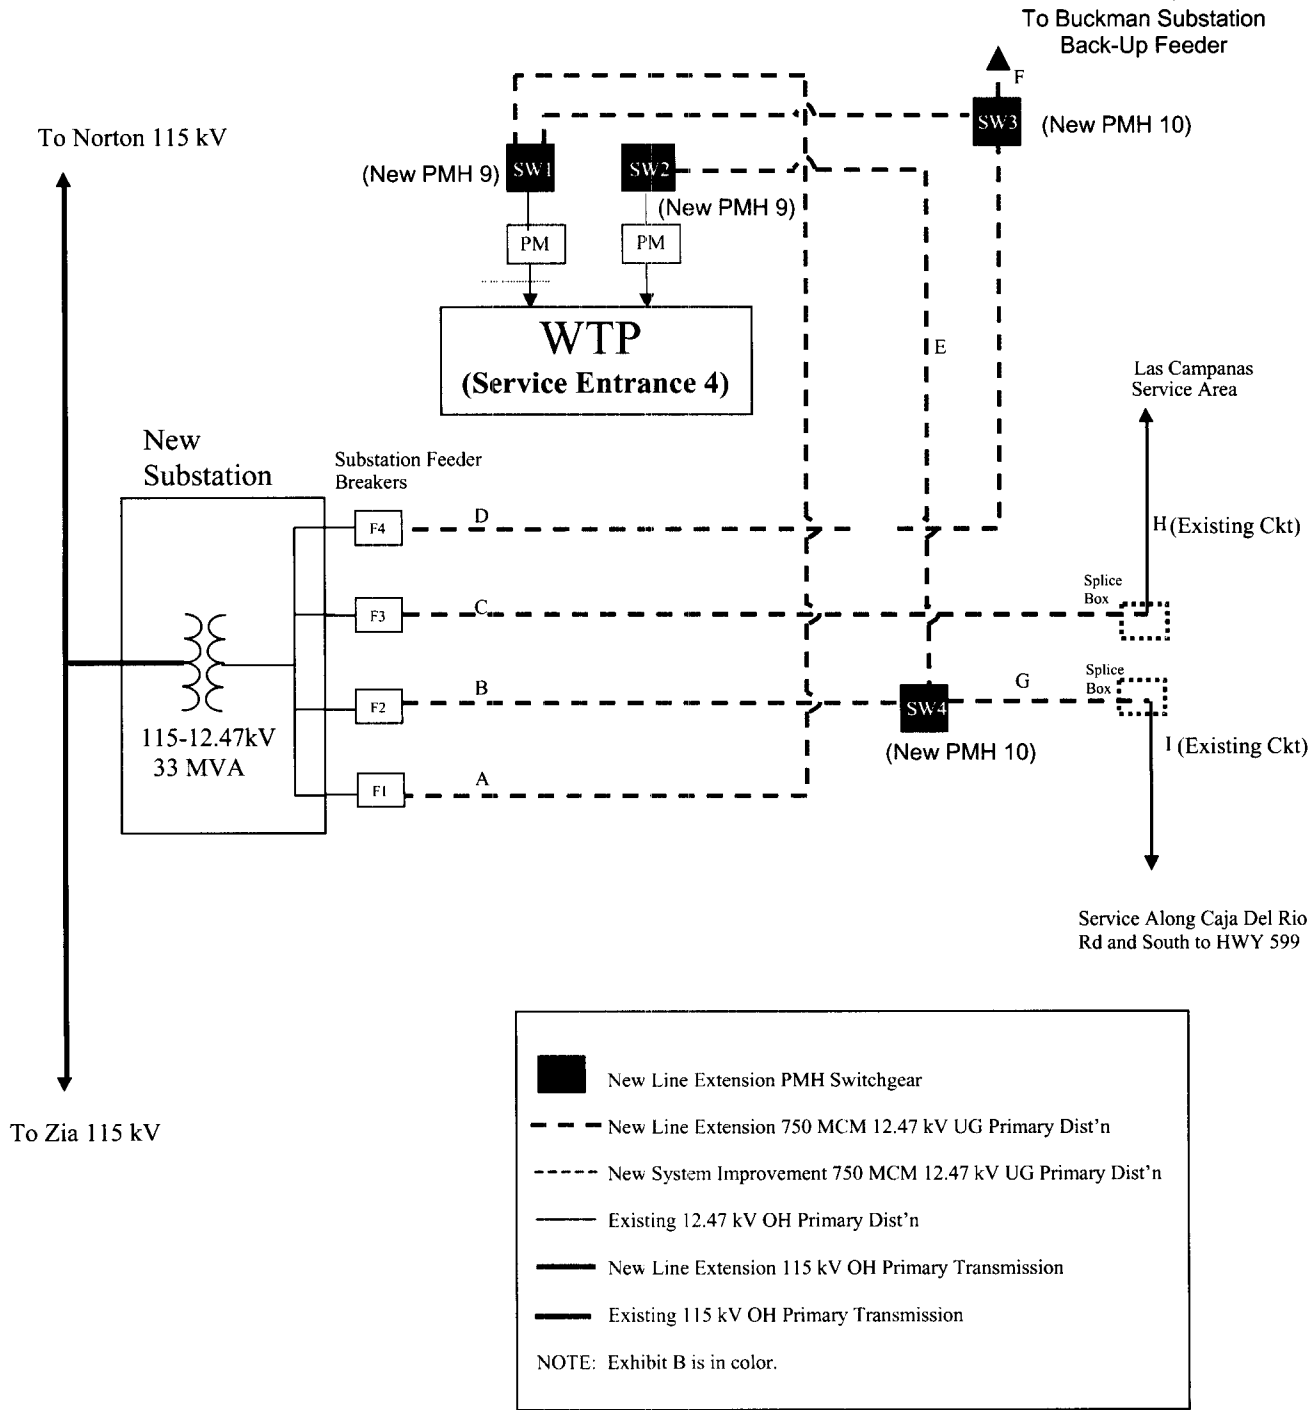 To Buckman Substation
Back-Up Feeder
F
To Norton 115 kV
SW3
(New PMH 10)
(New PMH 9)
SW1
SW2
(New PMH 9)
PM
PM
WTP
(Service Entrance 4)
E
Las Campanas
Service Area
New
Substation
Substation Feeder
Breakers
F4
D
H (Existing Ckt)
Splice
Box
F3
C
Splice
Box
F2
B
SW4
G
(New PMH 10)
I (Existing Ckt)
115-12.47kV
33 MVA
F1
A
Service Along Caja Del Rio
Rd and South to HWY 599
To Zia 115 kV
New Line Extension PMH Switchgear
New Line Extension 750 MCM 12.47 kV UG Primary Dist'n
New System Improvement 750 MCM 12.47 kV UG Primary Dist'n
Existing 12.47 kV OH Primary Dist'n
New Line Extension 115 kV OH Primary Transmission
Existing 115 kV OH Primary Transmission
NOTE: Exhibit B is in color.